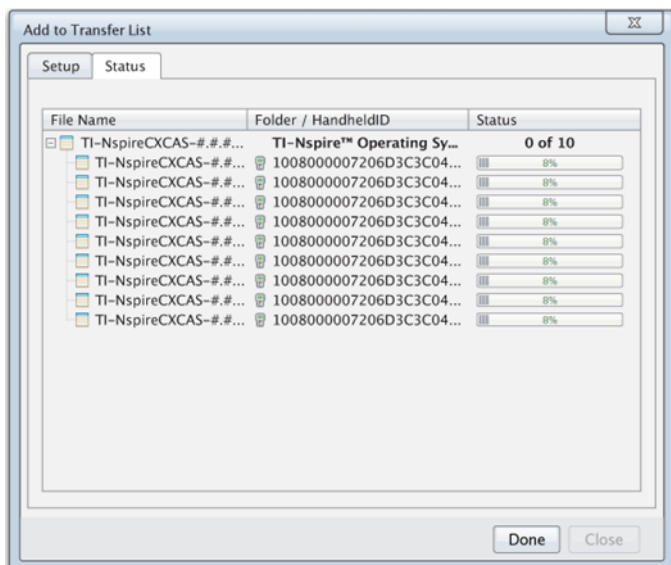 Add to Transfer List
Setup Status
File Name Folder / HandheldID Status
TI-NspireCXCAS-#.#.#... TI-Nspire™ Operating Sy... 0 of 10
TI-NspireCXCAS-#.#... 1008000007206D3C3C04... 8%
TI-NspireCXCAS-#.#... 1008000007206D3C3C04... 8%
TI-NspireCXCAS-#.#... 1008000007206D3C3C04... 8%
TI-NspireCXCAS-#.#... 1008000007206D3C3C04... 8%
TI-NspireCXCAS-#.#... 1008000007206D3C3C04... 8%
TI-NspireCXCAS-#.#... 1008000007206D3C3C04... 8%
TI-NspireCXCAS-#.#... 1008000007206D3C3C04... 8%
TI-NspireCXCAS-#.#... 1008000007206D3C3C04... 8%
TI-NspireCXCAS-#.#... 1008000007206D3C3C04... 8%
Done Close